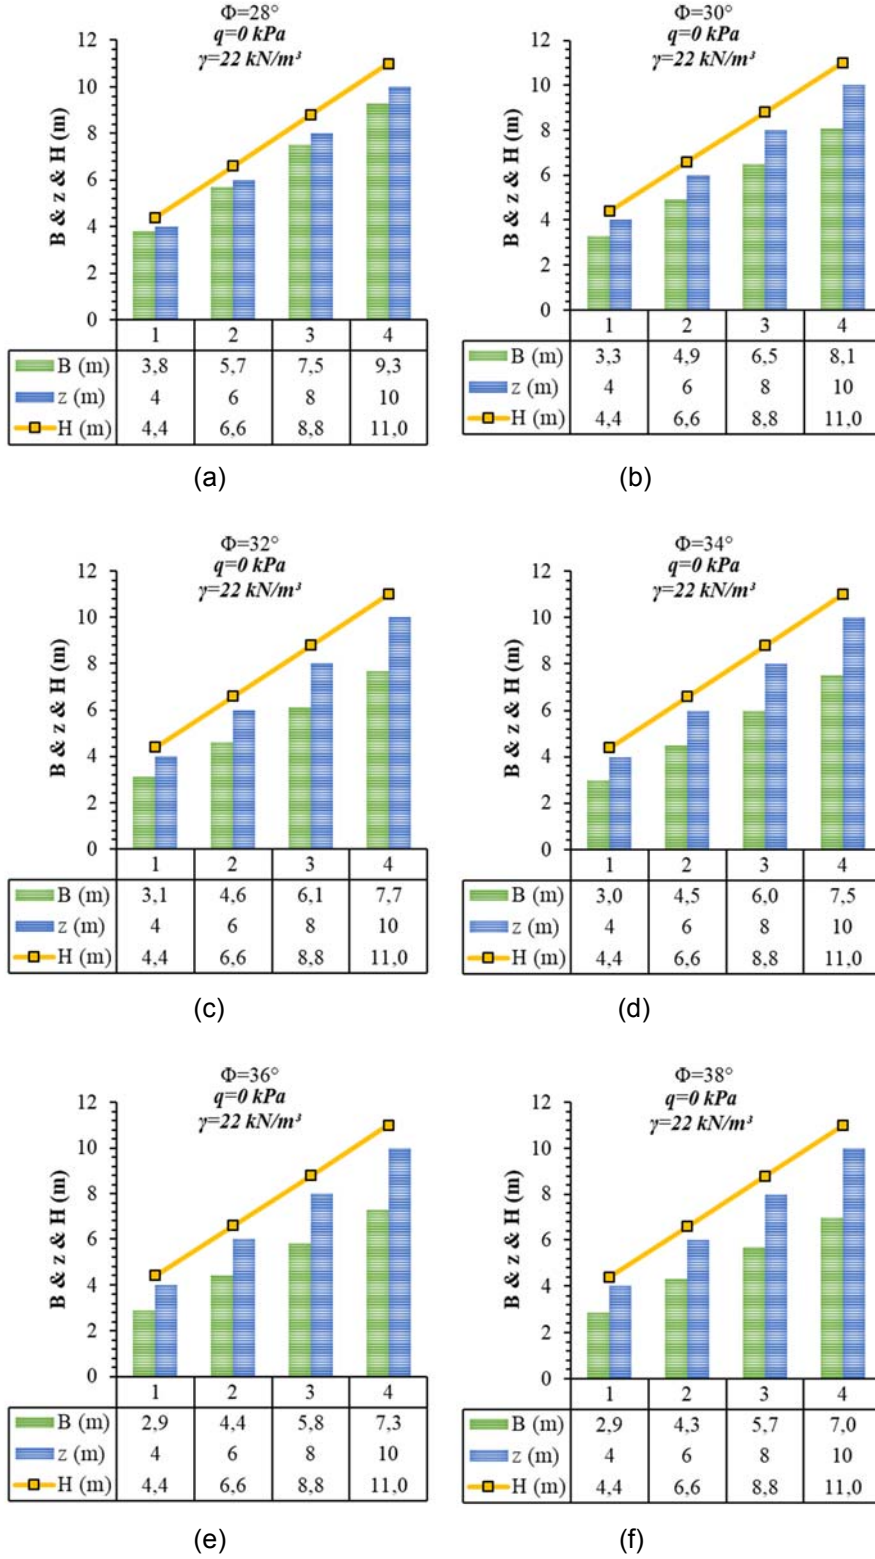 Φ=28°
q=0 kPa
γ=22 kN/m³
12
10
8
6
4
2
0
B & z & H (m)
1 2 3 4
B (m) 3,8 5,7 7,5 9,3
z (m) 4 6 8 10
H (m) 4,4 6,6 8,8 11,0
(a)
Φ=30°
q=0 kPa
γ=22 kN/m³
12
10
8
6
4
2
0
B & z & H (m)
1 2 3 4
B (m) 3,3 4,9 6,5 8,1
z (m) 4 6 8 10
H (m) 4,4 6,6 8,8 11,0
(b)
Φ=32°
q=0 kPa
γ=22 kN/m³
12
10
8
6
4
2
0
B & z & H (m)
1 2 3 4
B (m) 3,1 4,6 6,1 7,7
z (m) 4 6 8 10
H (m) 4,4 6,6 8,8 11,0
(c)
Φ=34°
q=0 kPa
γ=22 kN/m³
12
10
8
6
4
2
0
B & z & H (m)
1 2 3 4
B (m) 3,0 4,5 6,0 7,5
z (m) 4 6 8 10
H (m) 4,4 6,6 8,8 11,0
(d)
Φ=36°
q=0 kPa
γ=22 kN/m³
12
10
8
6
4
2
0
B & z & H (m)
1 2 3 4
B (m) 2,9 4,4 5,8 7,3
z (m) 4 6 8 10
H (m) 4,4 6,6 8,8 11,0
(e)
Φ=38°
q=0 kPa
γ=22 kN/m³
12
10
8
6
4
2
0
B & z & H (m)
1 2 3 4
B (m) 2,9 4,3 5,7 7,0
z (m) 4 6 8 10
H (m) 4,4 6,6 8,8 11,0
(f)